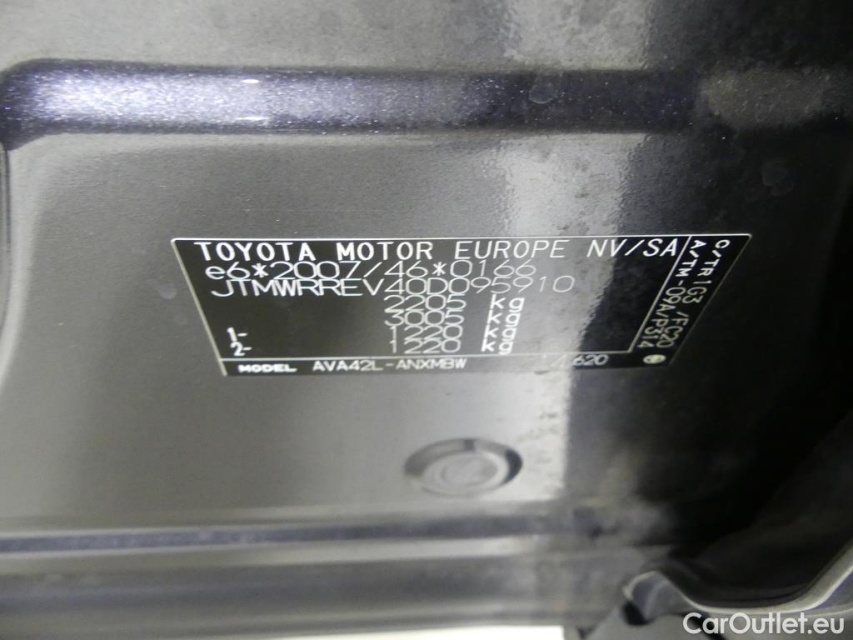 TOYOTA MOTOR EUROPE NV/SA
e6*2007/46*0166
JTMWRREV40D095910
2205 kg
3005 kg
1- 1220 kg
2- 1220 kg
MODEL AVA42L-ANXMBW
620
C/TR 1G3 /FC20
A/TM -09A/P314
CarOutlet.eu